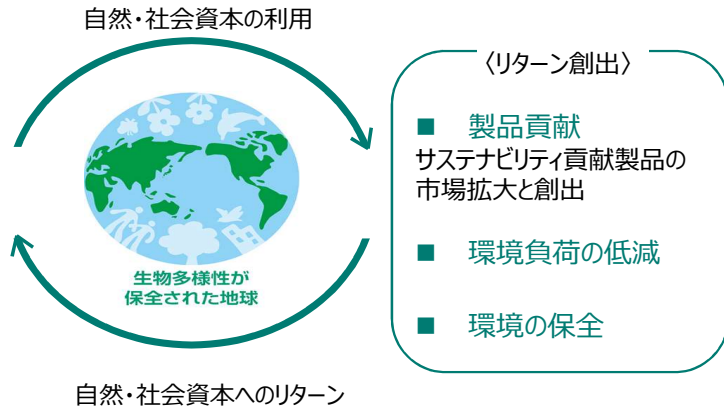 自然・社会資本の利用
〈リターン創出〉
■ 製品貢献
サステナビリティ貢献製品の
市場拡大と創出
■ 環境負荷の低減
■ 環境の保全
生物多様性が
保全された地球
自然・社会資本へのリターン